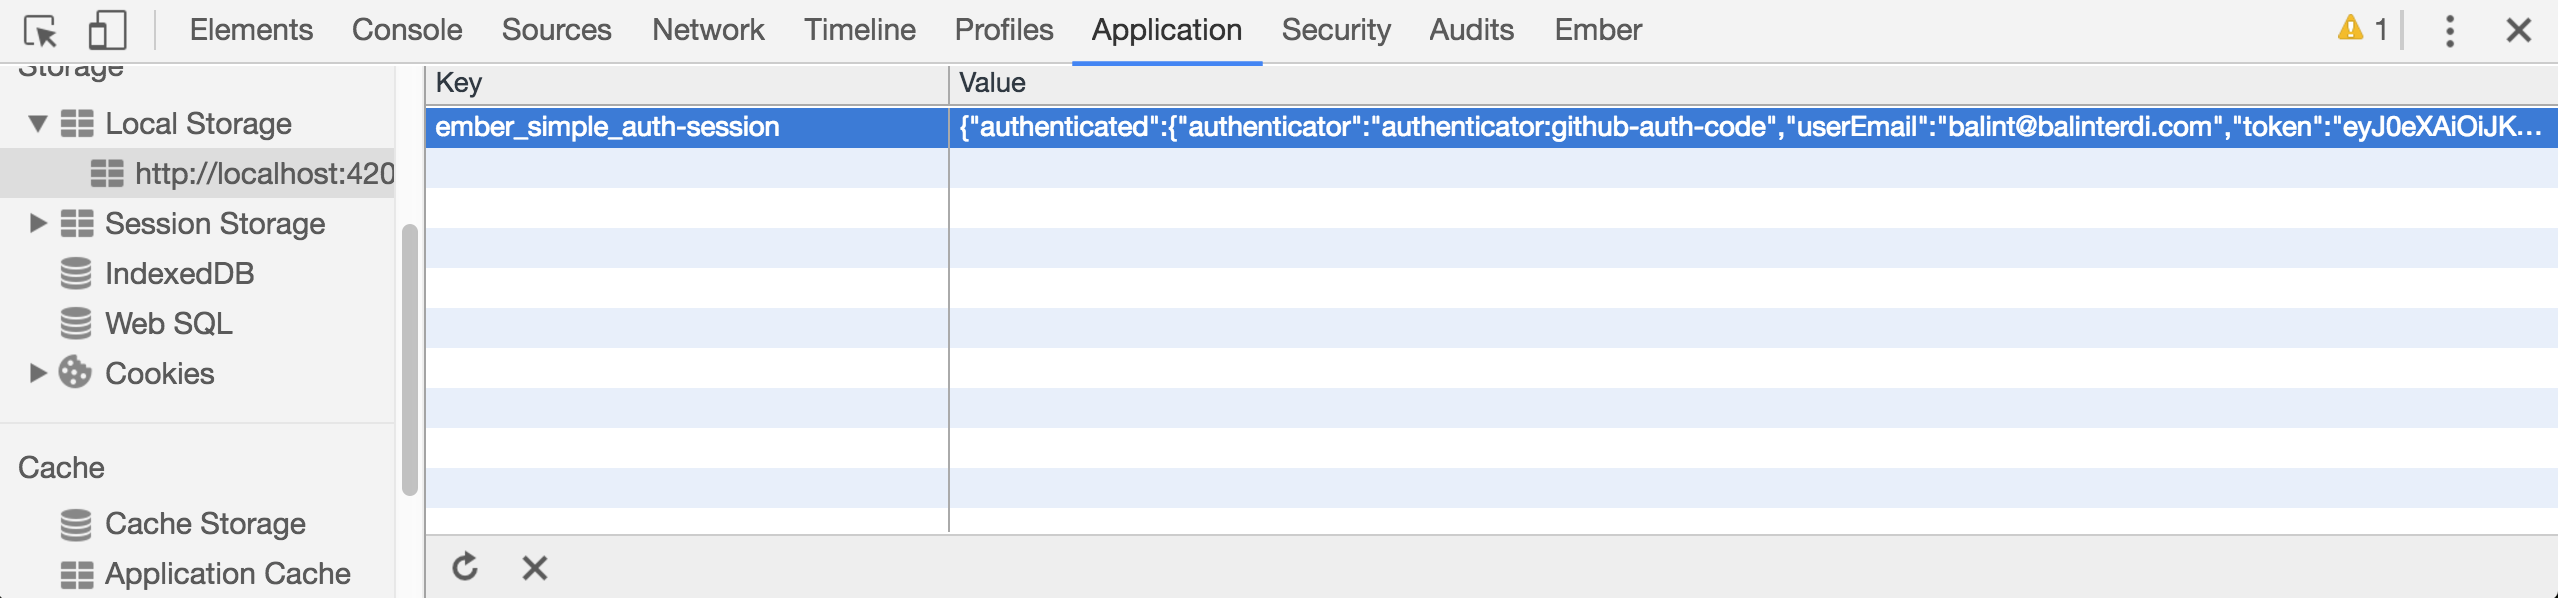 Elements Console Sources Network Timeline Profiles Application Security Audits Ember 1
Storage
Local Storage
http://localhost:420
Session Storage
IndexedDB
Web SQL
Cookies
Cache
Cache Storage
Application Cache
Key Value
ember_simple_auth-session {"authenticated":{"authenticator":"authenticator:github-auth-code","userEmail":"balint@balinterdi.com","token":"eyJ0eXAiOiJK...